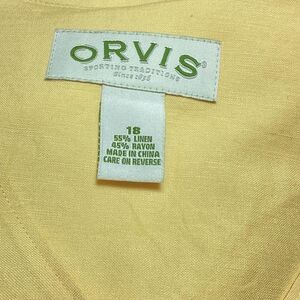 ORVIS®
SPORTING TRADITIONS
Since 1856
18
55% LINEN
45% RAYON
MADE IN CHINA
CARE ON REVERSE